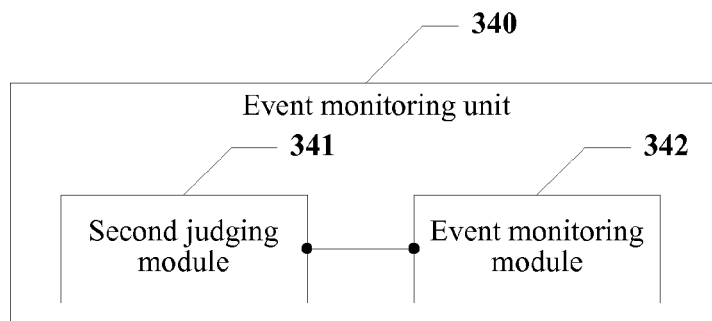 340
Event monitoring unit
341
342
Second judging
module
Event monitoring
module